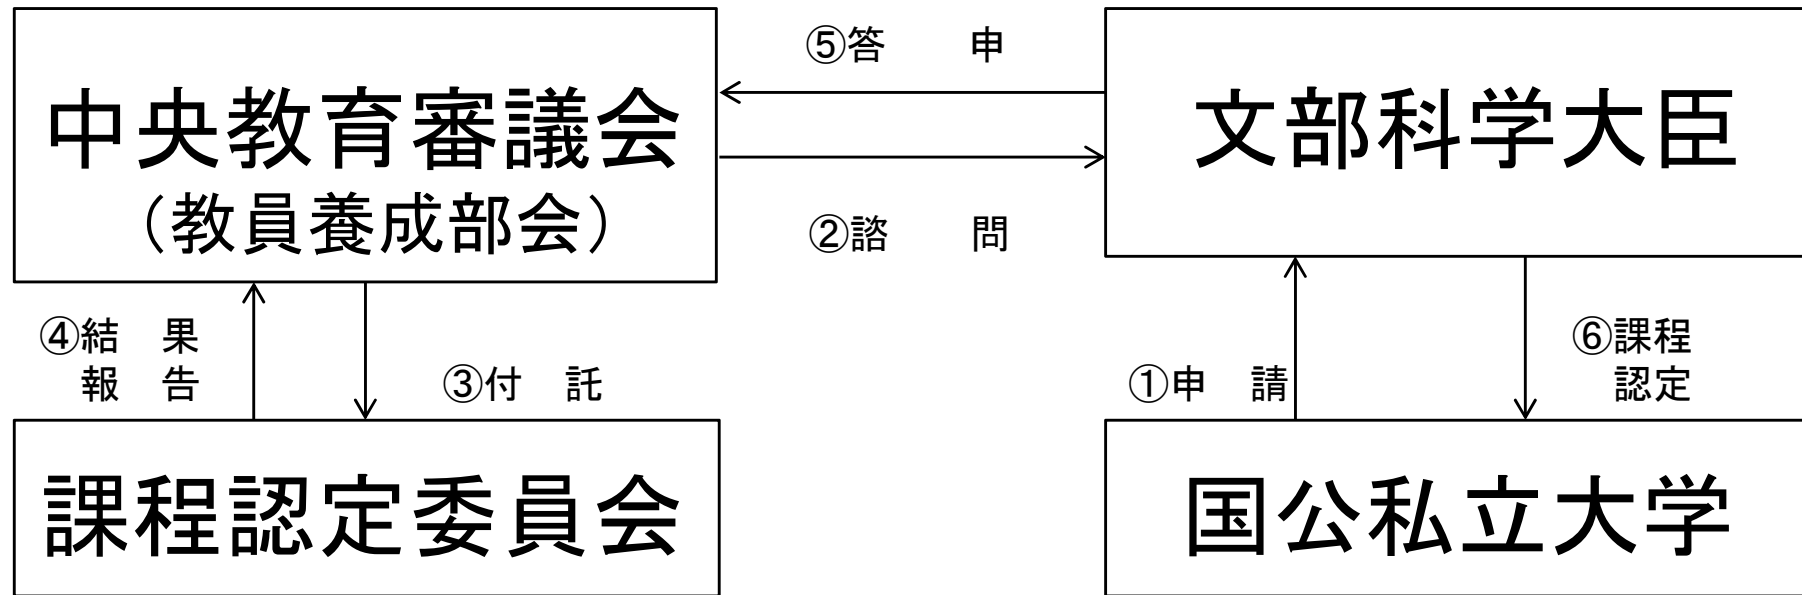 ⑤答　申
中央教育審議会
（教員養成部会）
文部科学大臣
②諮　問
④結　果
報　告
③付　託
①申　請
⑥課程
認定
課程認定委員会
国公私立大学